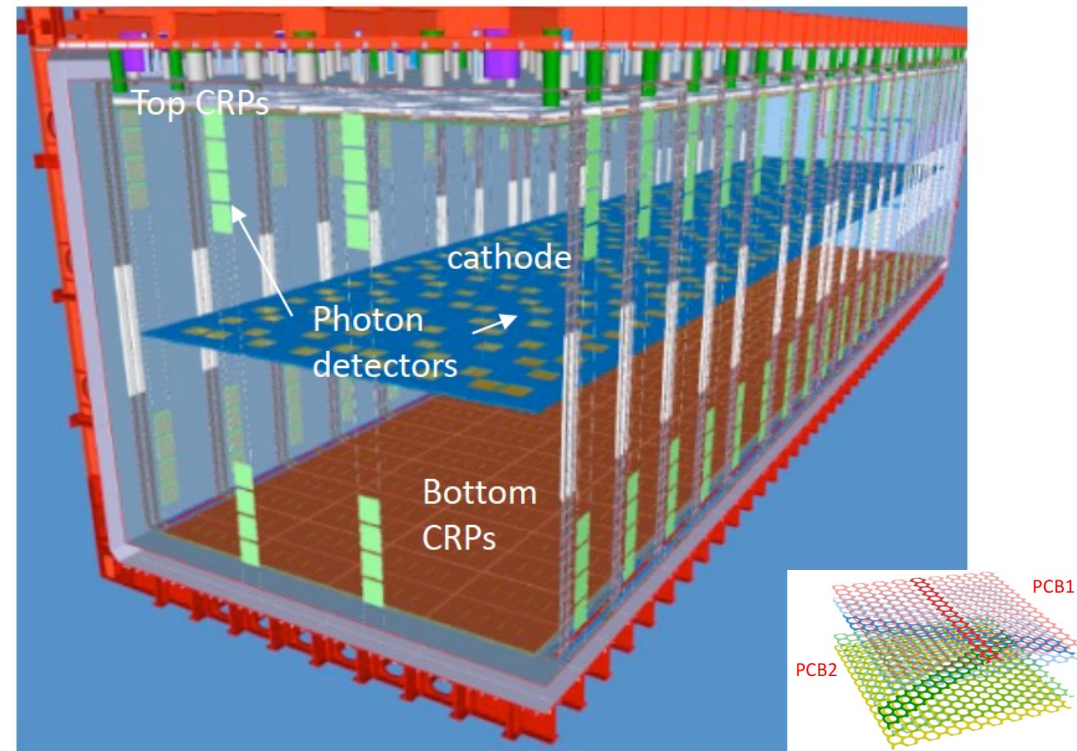 Top CRPs
cathode
Photon
detectors
Bottom
CRPs
PCB1
PCB2